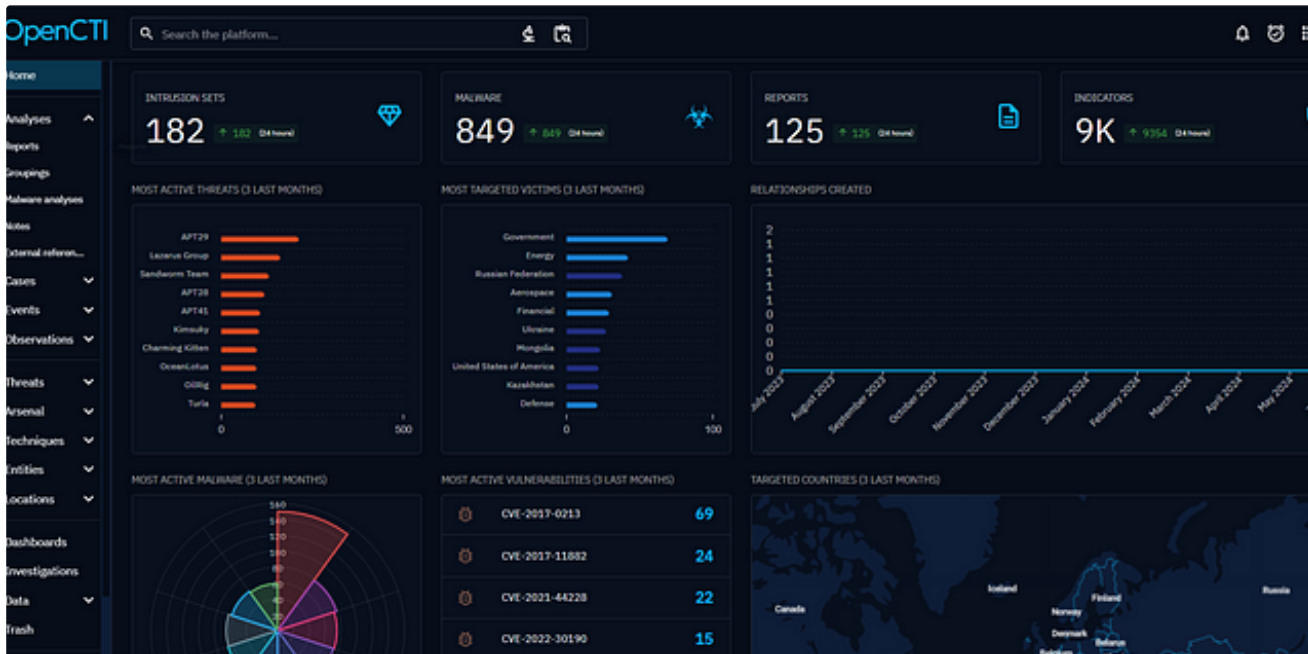 OpenCTI
Search the platform...
Home
Analyses
Reports
Groupings
Malware analyses
Notes
External referen...
Cases
Events
Observations
Threats
Arsenal
Techniques
Entities
Locations
Dashboards
Investigations
Data
Trash
INTRUSION SETS
182 ↑ 182 (24 hours)
MALWARE
849 ↑ 849 (24 hours)
REPORTS
125 ↑ 125 (24 hours)
INDICATORS
9K ↑ 9354 (24 hours)
MOST ACTIVE THREATS (3 LAST MONTHS)
APT29
Lazarus Group
Sandworm Team
APT28
APT41
Kimsuky
Charming Kitten
OceanLotus
OilRig
Turla
0 500
MOST TARGETED VICTIMS (3 LAST MONTHS)
Government
Energy
Russian Federation
Aerospace
Financial
Ukraine
Mongolia
United States of America
Kazakhstan
Defense
0 100
RELATIONSHIPS CREATED
2
1
1
1
1
1
0
0
0
0
0
July 2023
August 2023
September 2023
October 2023
November 2023
December 2023
January 2024
February 2024
March 2024
April 2024
May 2024
MOST ACTIVE MALWARE (3 LAST MONTHS)
160
140
120
100
80
60
40
20
MOST ACTIVE VULNERABILITIES (3 LAST MONTHS)
CVE-2017-0213 69
CVE-2017-11882 24
CVE-2021-44228 22
CVE-2022-30190 15
TARGETED COUNTRIES (3 LAST MONTHS)
Iceland
Canada
Norway
Finland
Russia
Denmark
Belarus
Belgium